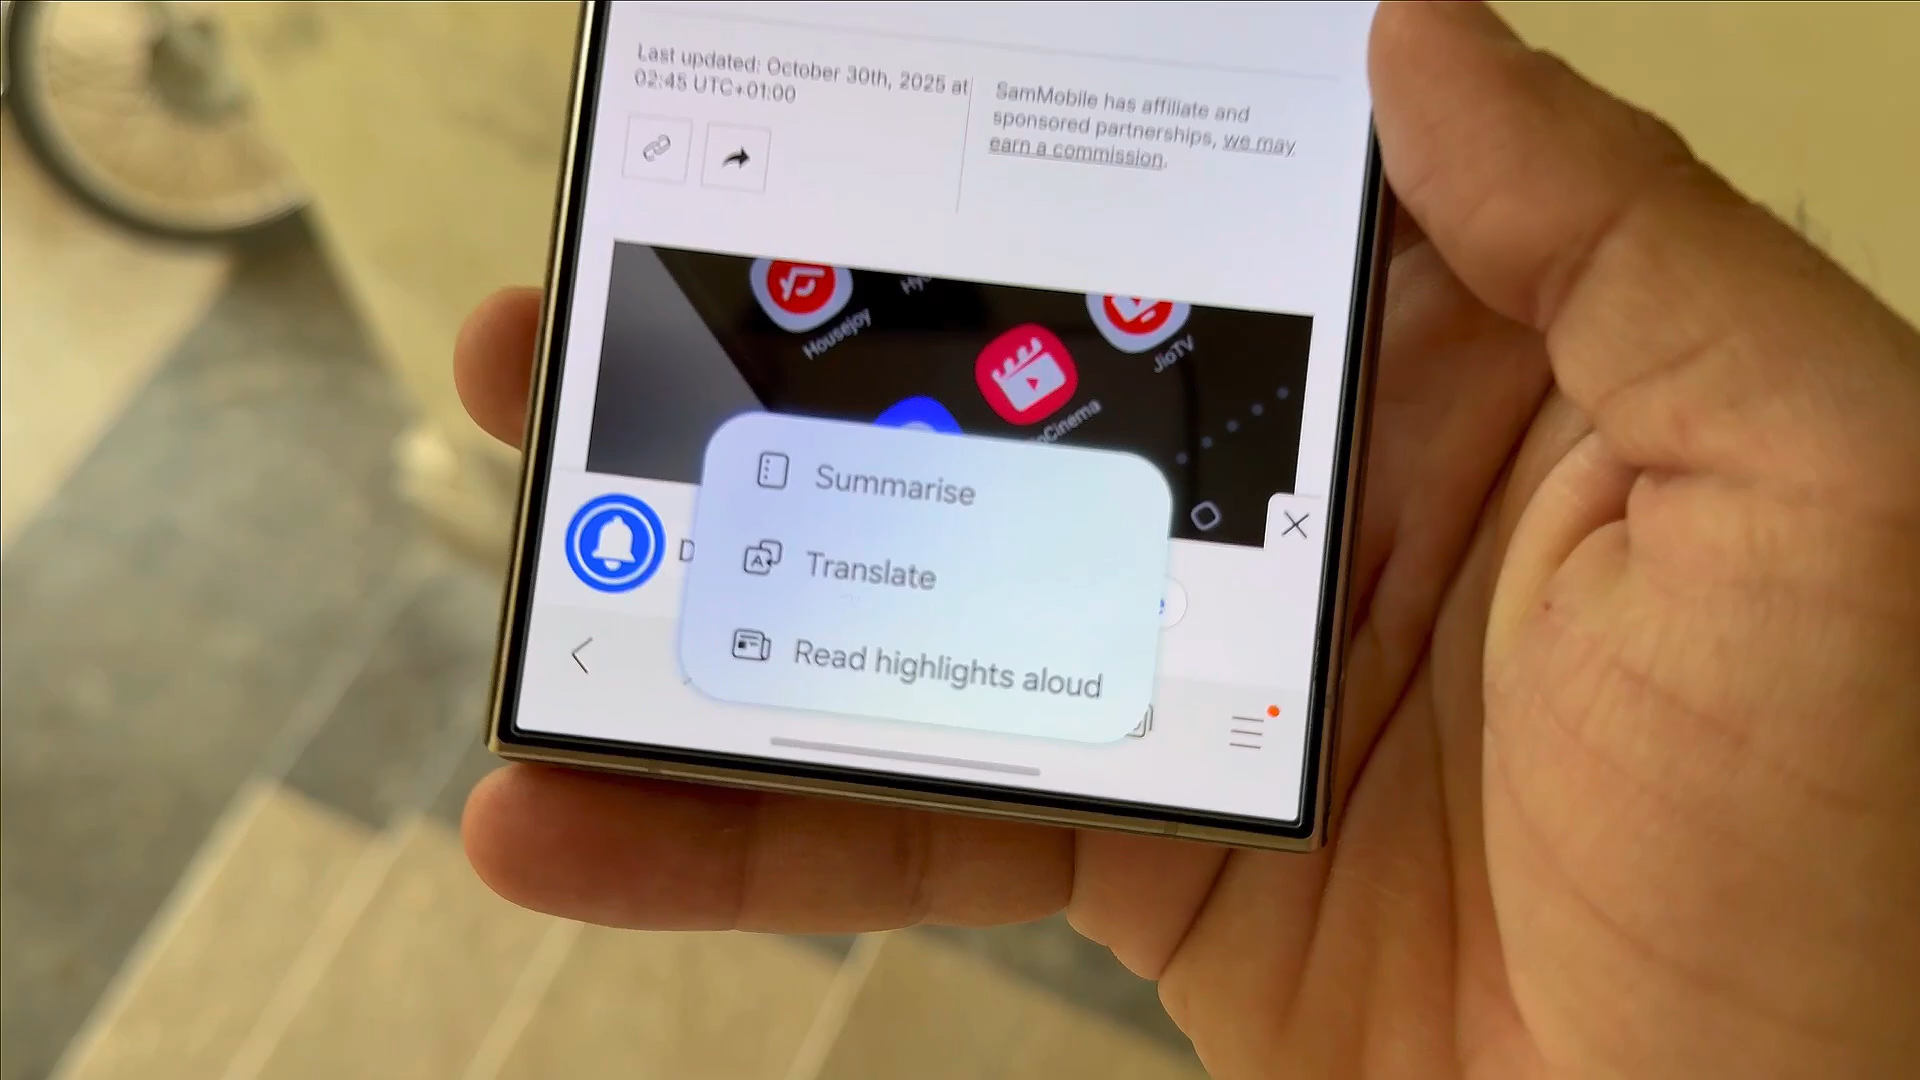 Last updated: October 30th, 2025 at
02:45 UTC+01:00
SamMobile has affiliate and
sponsored partnerships, we may
earn a commission.
Housejoy
JioTV
Cinema
Summarise
D
Translate
Read highlights aloud